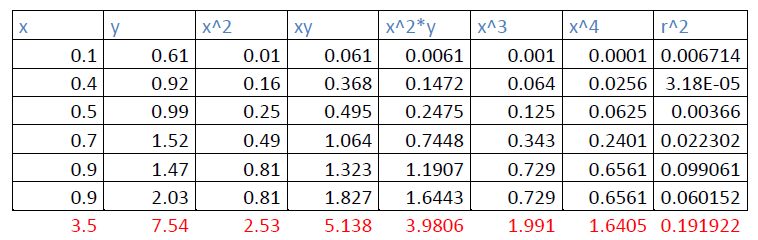 x y x^2 xy x^2*y x^3 x^4 r^2
0.1 0.61 0.01 0.061 0.0061 0.001 0.0001 0.006714
0.4 0.92 0.16 0.368 0.1472 0.064 0.0256 3.18E-05
0.5 0.99 0.25 0.495 0.2475 0.125 0.0625 0.00366
0.7 1.52 0.49 1.064 0.7448 0.343 0.2401 0.022302
0.9 1.47 0.81 1.323 1.1907 0.729 0.6561 0.099061
0.9 2.03 0.81 1.827 1.6443 0.729 0.6561 0.060152
3.5 7.54 2.53 5.138 3.9806 1.991 1.6405 0.191922